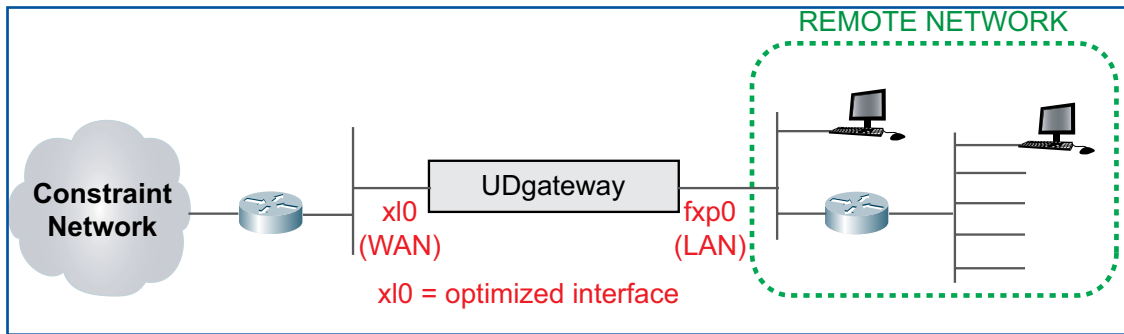 REMOTE NETWORK
Constraint
Network
UDgateway
xl0
(WAN)
fxp0
(LAN)
xl0 = optimized interface